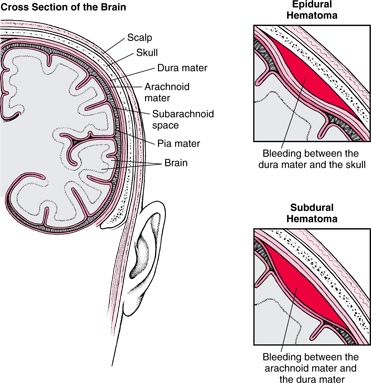 Cross Section of the Brain
Scalp
Skull
Dura mater
Arachnoid
mater
Subarachnoid
space
Pia mater
Brain
Epidural
Hematoma
Bleeding between the
dura mater and the skull
Subdural
Hematoma
Bleeding between the
arachnoid mater and
the dura mater